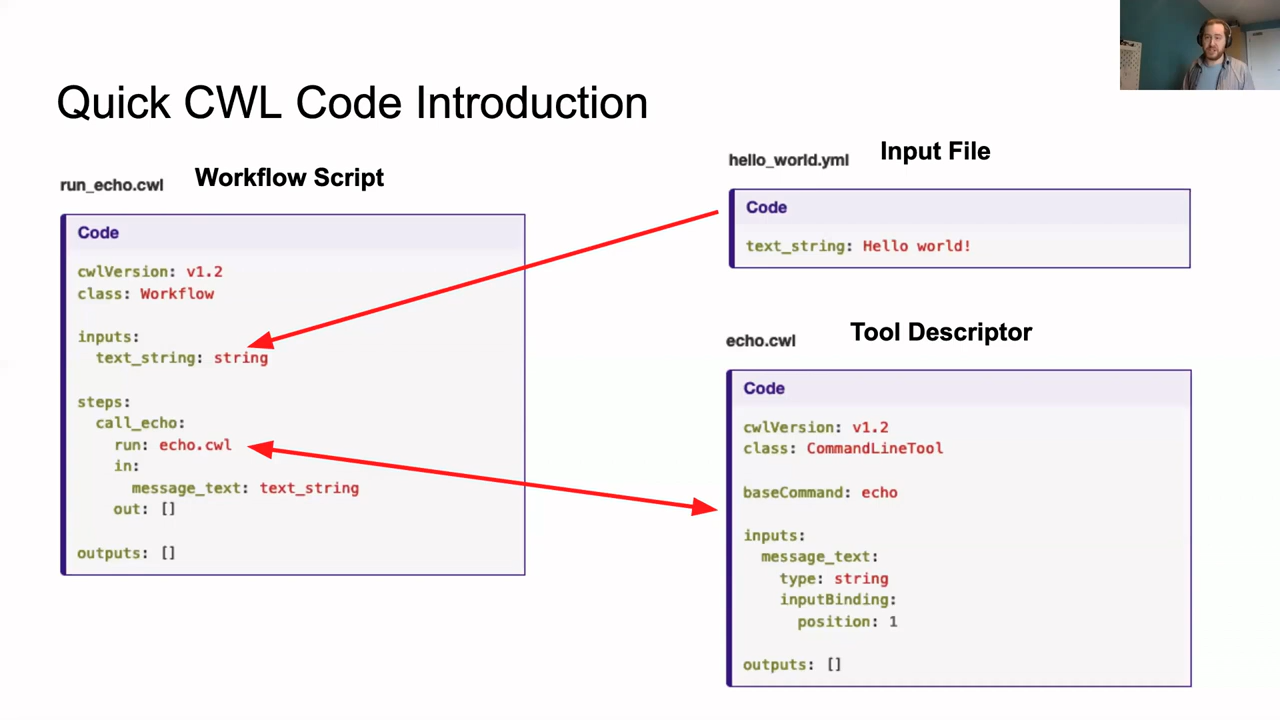 Quick CWL Code Introduction
run_echo.cwl
Workflow Script
Code
cwlVersion: v1.2
class: Workflow
inputs:
  text_string: string
steps:
  call_echo:
    run: echo.cwl
    in:
      message_text: text_string
    out: []
outputs: []
hello_world.yml
Input File
Code
text_string: Hello world!
echo.cwl
Tool Descriptor
Code
cwlVersion: v1.2
class: CommandLineTool
baseCommand: echo
inputs:
  message_text:
    type: string
    inputBinding:
      position: 1
outputs: []